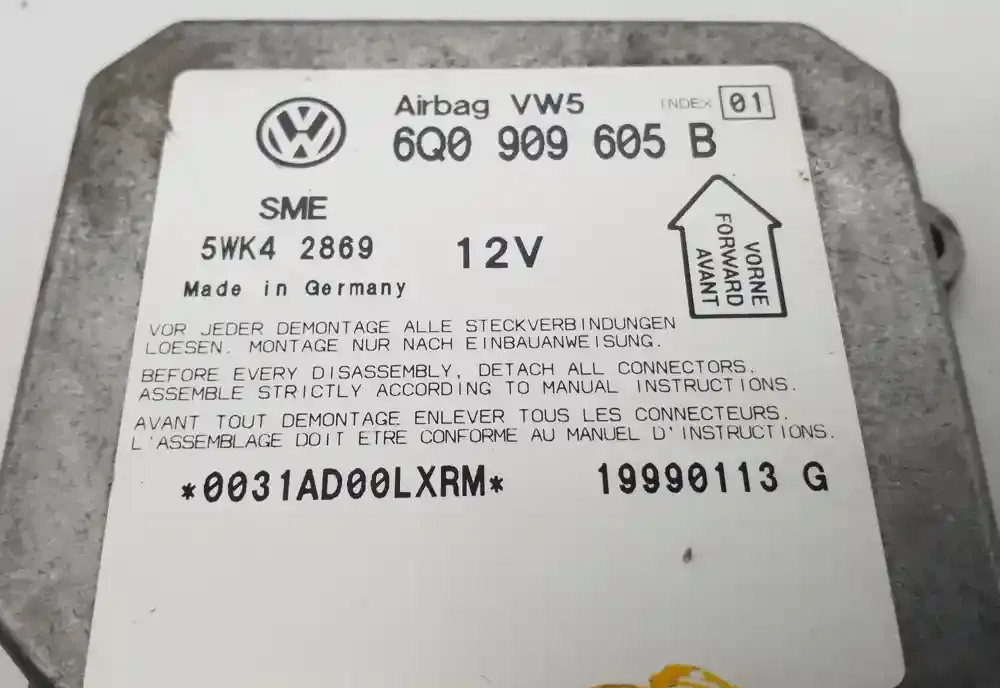 Airbag VW5 INDEX 01
6Q0 909 605 B
SME
5WK4 2869 12V
Made in Germany
VORNE
FORWARD
AVANT
VOR JEDER DEMONTAGE ALLE STECKVERBINDUNGEN
LOESEN. MONTAGE NUR NACH EINBAUANWEISUNG.
BEFORE EVERY DISASSEMBLY, DETACH ALL CONNECTORS.
ASSEMBLE STRICTLY ACCORDING TO MANUAL INSTRUCTIONS.
AVANT TOUT DEMONTAGE ENLEVER TOUS LES CONNECTEURS.
L'ASSEMBLAGE DOIT ETRE CONFORME AU MANUEL D'INSTRUCTIONS.
*0031AD00LXRM* 19990113 G